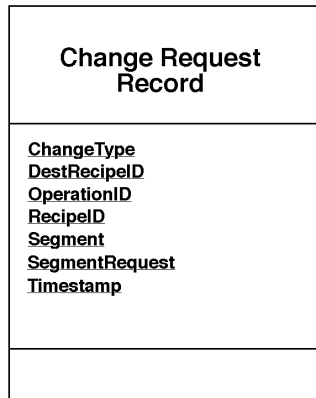 Change Request
Record
ChangeType
DestRecipeID
OperationID
RecipeID
Segment
SegmentRequest
Timestamp